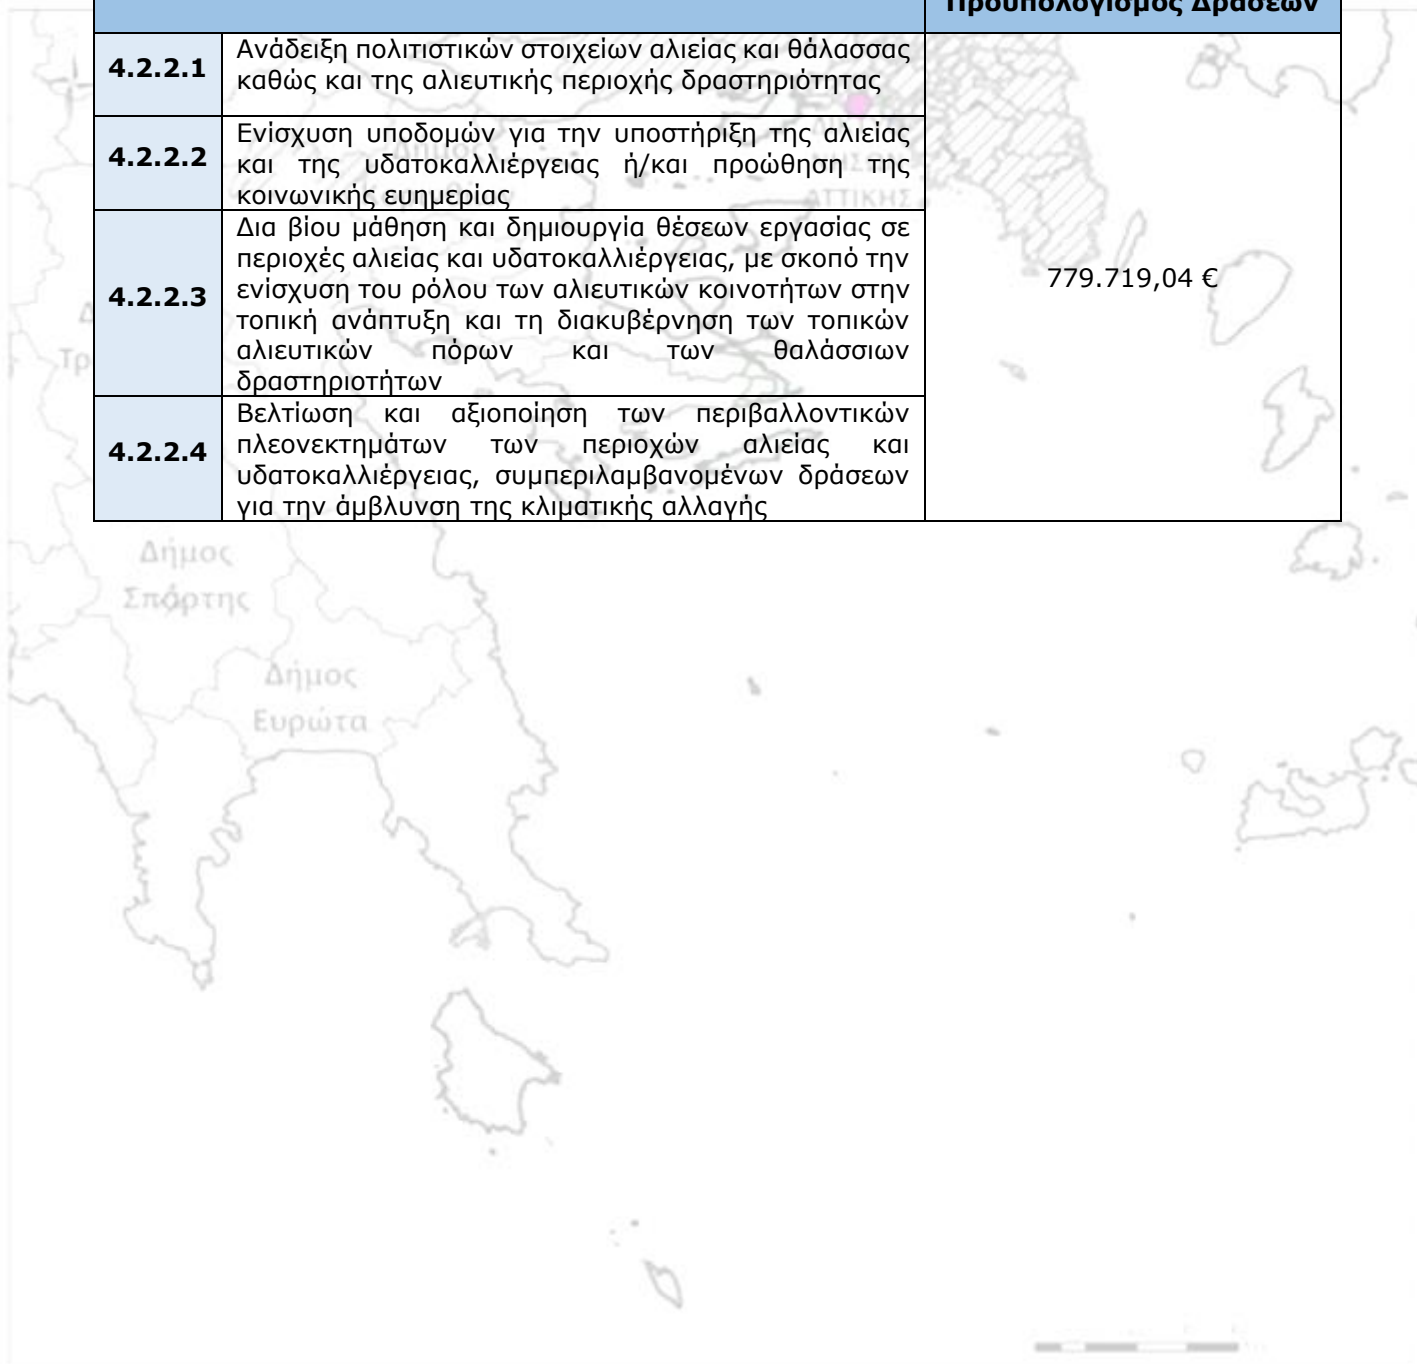 Προϋπολογισμός Δράσεων
4.2.2.1
Ανάδειξη πολιτιστικών στοιχείων αλιείας και θάλασσας
καθώς και της αλιευτικής περιοχής δραστηριότητας
4.2.2.2
Ενίσχυση υποδομών για την υποστήριξη της αλιείας
και της υδατοκαλλιέργειας ή/και προώθηση της
κοινωνικής ευημερίας
4.2.2.3
Δια βίου μάθηση και δημιουργία θέσεων εργασίας σε
περιοχές αλιείας και υδατοκαλλιέργειας, με σκοπό την
ενίσχυση του ρόλου των αλιευτικών κοινοτήτων στην
τοπική ανάπτυξη και τη διακυβέρνηση των τοπικών
αλιευτικών πόρων και των θαλάσσιων
δραστηριοτήτων
4.2.2.4
Βελτίωση και αξιοποίηση των περιβαλλοντικών
πλεονεκτημάτων των περιοχών αλιείας και
υδατοκαλλιέργειας, συμπεριλαμβανομένων δράσεων
για την άμβλυνση της κλιματικής αλλαγής
779.719,04 €
ΑΤΤΙΚΗΣ
Δήμος
Σπάρτης
Δήμος
Ευρώτα